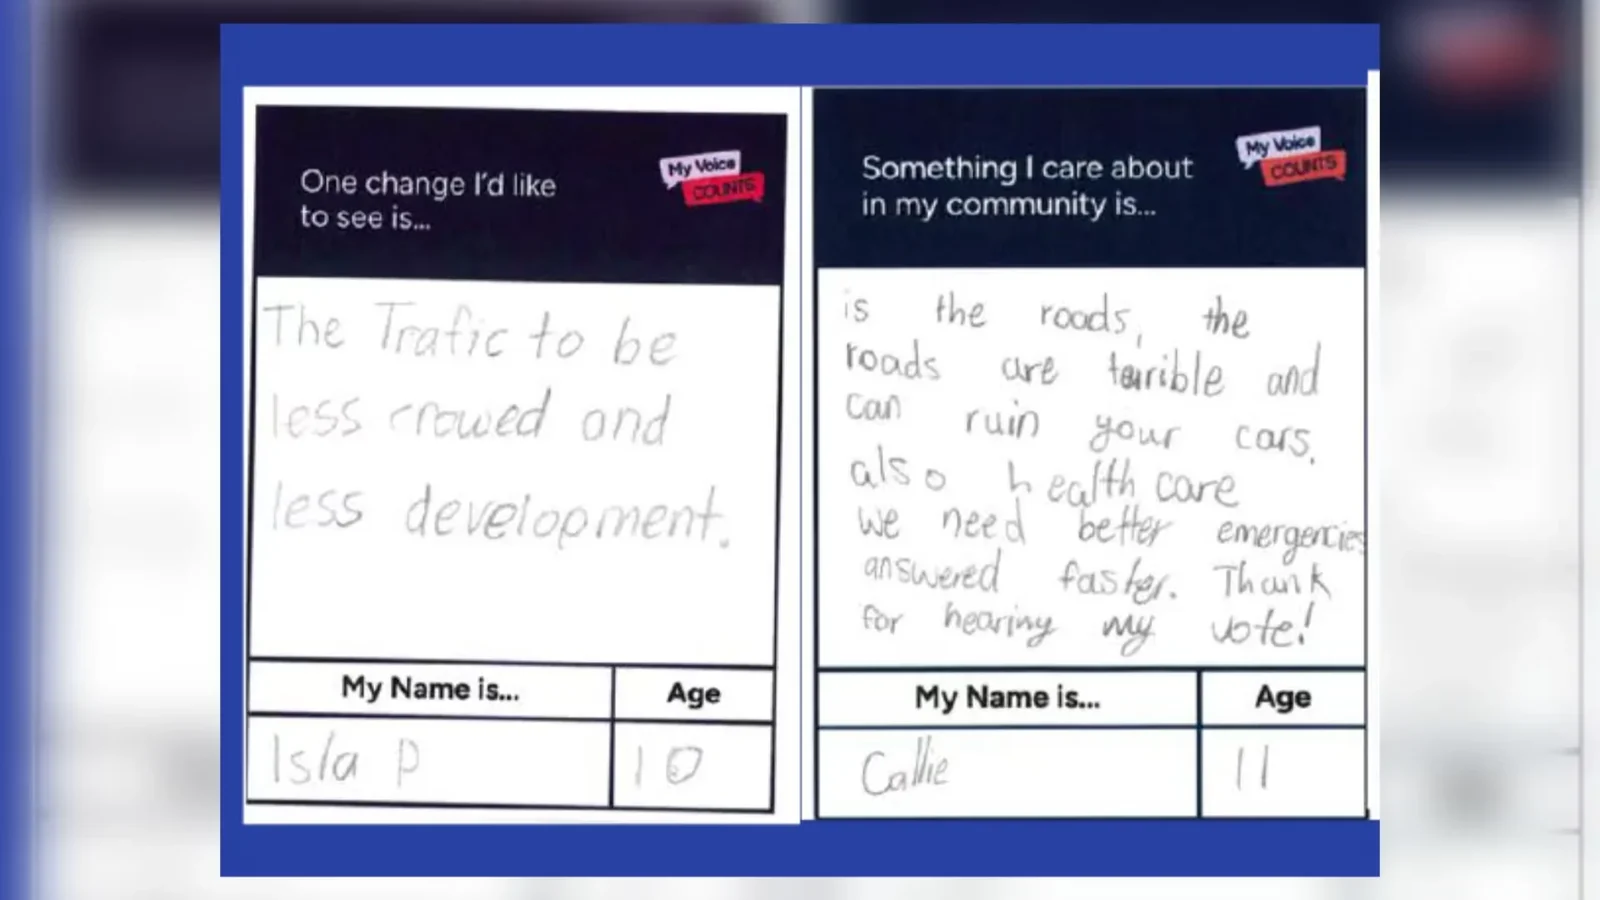 One change I'd like
to see is...
My Voice
COUNTS
The Trafic to be
less crowed and
less development.
My Name is...
Age
Isla P
10
Something I care about
in my community is...
My Voice
COUNTS
is the roads, the
roads are terrible and
can ruin your cars.
also health care
we need better emergencies
answered faster. Thank
for hearing my vote!
My Name is...
Age
Callie
11